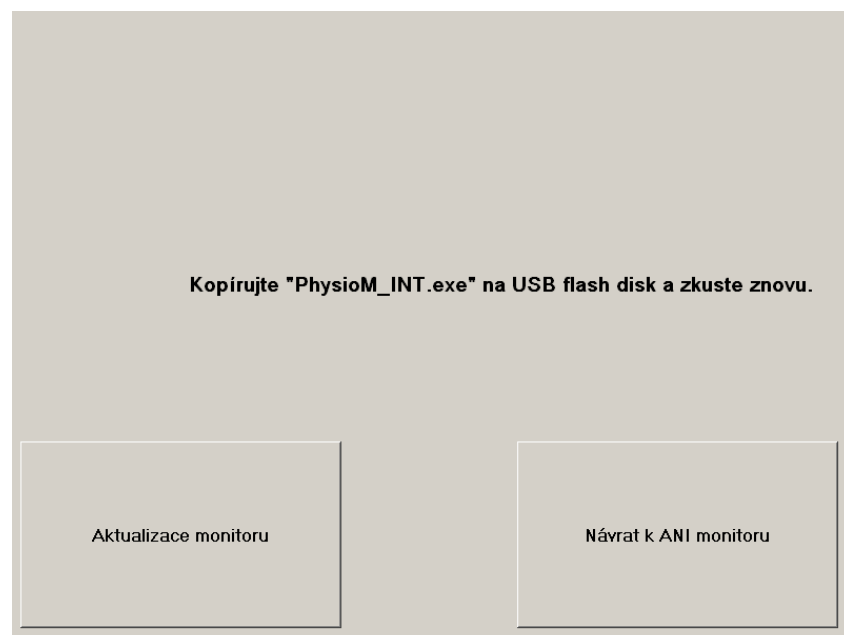 Kopírujte "PhysioM_INT.exe" na USB flash disk a zkuste znovu.
Aktualizace monitoru
Návrat k ANI monitoru